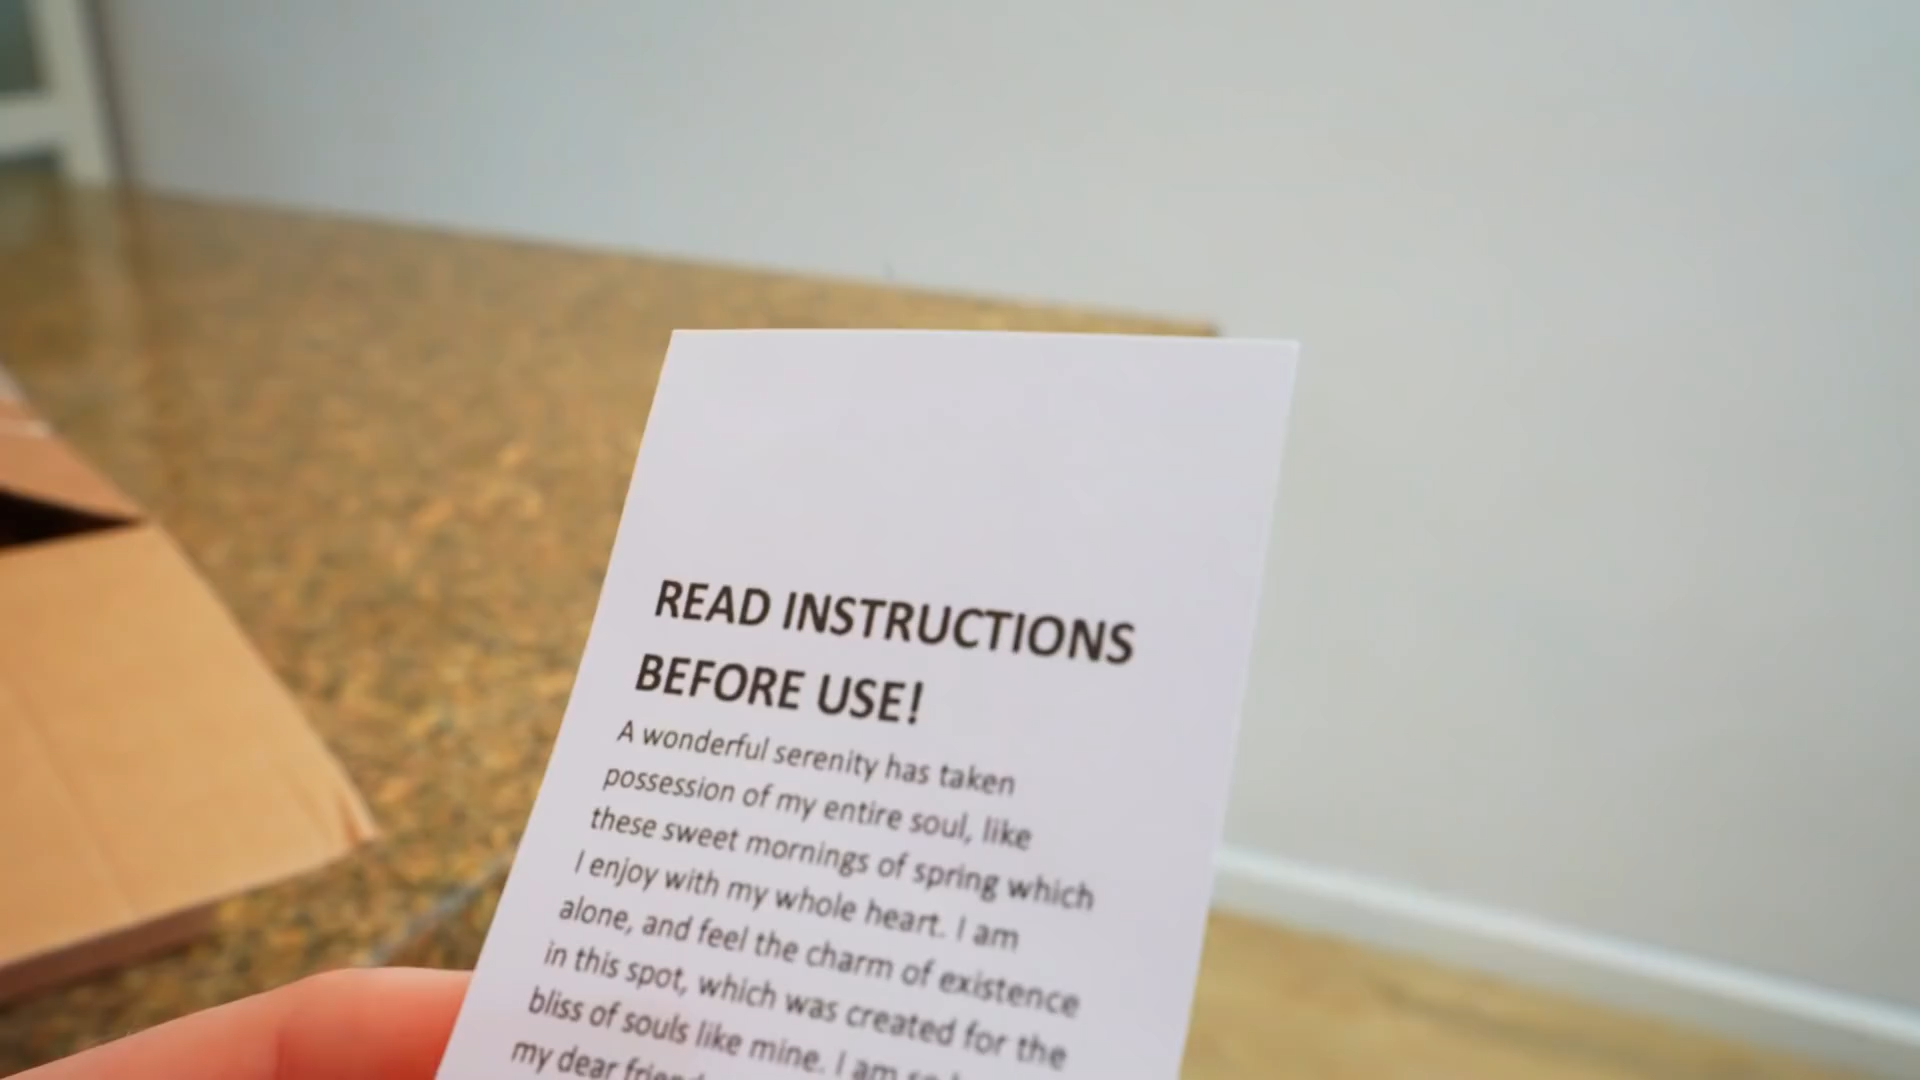 READ INSTRUCTIONS
BEFORE USE!
A wonderful serenity has taken
possession of my entire soul, like
these sweet mornings of spring which
I enjoy with my whole heart. I am
alone, and feel the charm of existence
in this spot, which was created for the
bliss of souls like mine. I am so
my dear